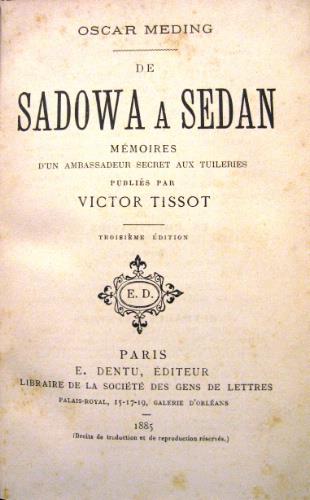 OSCAR MEDING
DE
SADOWA A SEDAN
MÉMOIRES
D'UN AMBASSADEUR SECRET AUX TUILERIES
PUBLIÉS PAR
VICTOR TISSOT
TROISIÈME ÉDITION
E. D.
PARIS
E. DENTU, ÉDITEUR
LIBRAIRE DE LA SOCIÉTÉ DES GENS DE LETTRES
PALAIS-ROYAL, 15-17-19, GALERIE D'ORLÉANS
1885
(Droits de traduction et de reproduction réservés.)